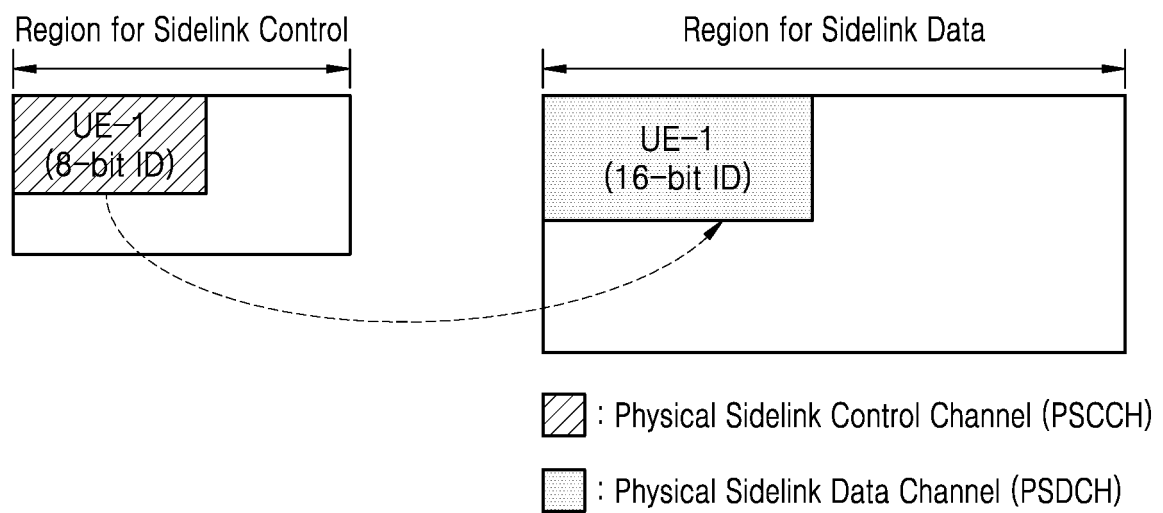 Region for Sidelink Control
Region for Sidelink Data
UE-1
(8-bit ID)
UE-1
(16-bit ID)
: Physical Sidelink Control Channel (PSCCH)
: Physical Sidelink Data Channel (PSDCH)